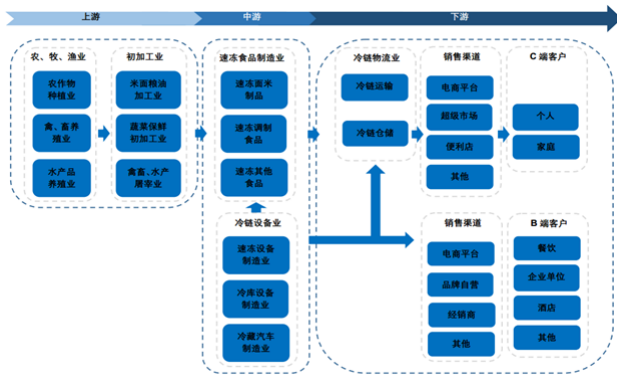 上游
中游
下游
农、牧、渔业
农作物
种植业
禽、畜养
殖业
水产品
养殖业
初加工业
米面粮油
加工业
蔬菜保鲜
初加工业
禽畜、水产
屠宰业
速冻食品制造业
速冻面米
制品
速冻调制
食品
速冻其他
食品
冷链设备业
速冻设备
制造业
冷库设备
制造业
冷藏汽车
制造业
冷链物流业
冷链运输
冷链仓储
销售渠道
电商平台
超级市场
便利店
其他
C 端客户
个人
家庭
销售渠道
电商平台
品牌自营
经销商
其他
B 端客户
餐饮
企业单位
酒店
其他